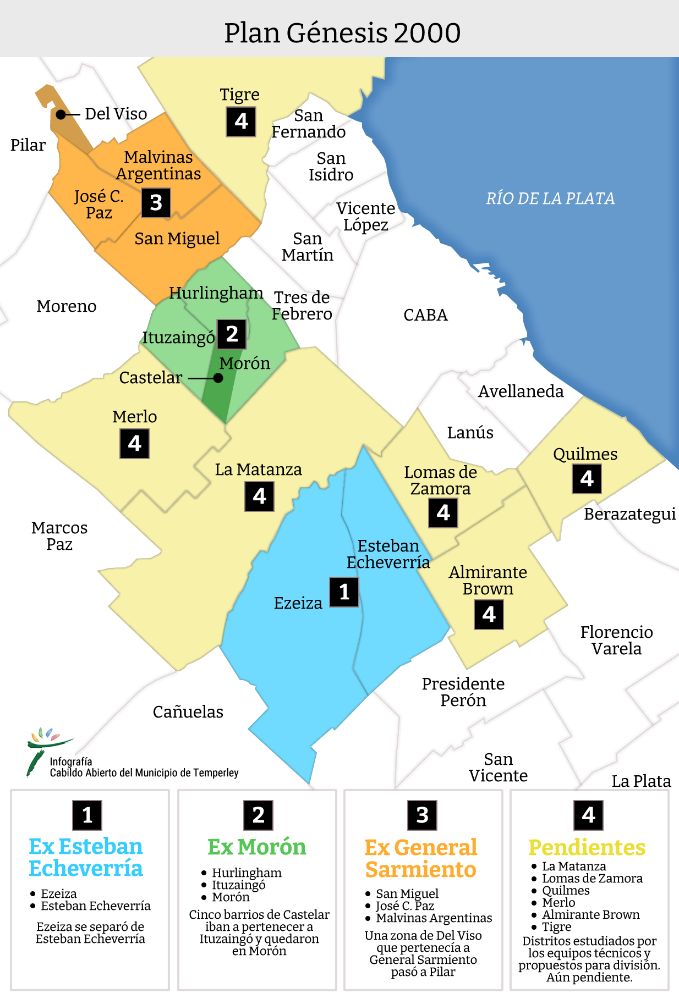 Plan Génesis 2000
Tigre
4
Del Viso
San
Fernando
Pilar
Malvinas
Argentinas
San
Isidro
José C.
Paz
3
RÍO DE LA PLATA
Vicente
López
San Miguel
San
Martín
Hurlingham
Tres de
Febrero
Moreno
CABA
Ituzaingó
2
Morón
Castelar
Avellaneda
Merlo
4
Lanús
Quilmes
4
La Matanza
4
Lomas de
Zamora
4
Berazategui
Marcos
Paz
Esteban
Echeverría
Almirante
Brown
4
Ezeiza
1
Florencio
Varela
Presidente
Perón
Cañuelas
San
Vicente
La Plata
Infografía
Cabildo Abierto del Municipio de Temperley
1
Ex Esteban
Echeverría
• Ezeiza
• Esteban Echeverría
Ezeiza se separó de
Esteban Echeverría
2
Ex Morón
• Hurlingham
• Ituzaingó
• Morón
Cinco barrios de Castelar
iban a pertenecer a
Ituzaingó y quedaron
en Morón
3
Ex General
Sarmiento
• San Miguel
• José C. Paz
• Malvinas Argentinas
Una zona de Del Viso
que pertenecía a
General Sarmiento
pasó a Pilar
4
Pendientes
• La Matanza
• Lomas de Zamora
• Quilmes
• Merlo
• Almirante Brown
• Tigre
Distritos estudiados por
los equipos técnicos y
propuestos para división.
Aún pendiente.